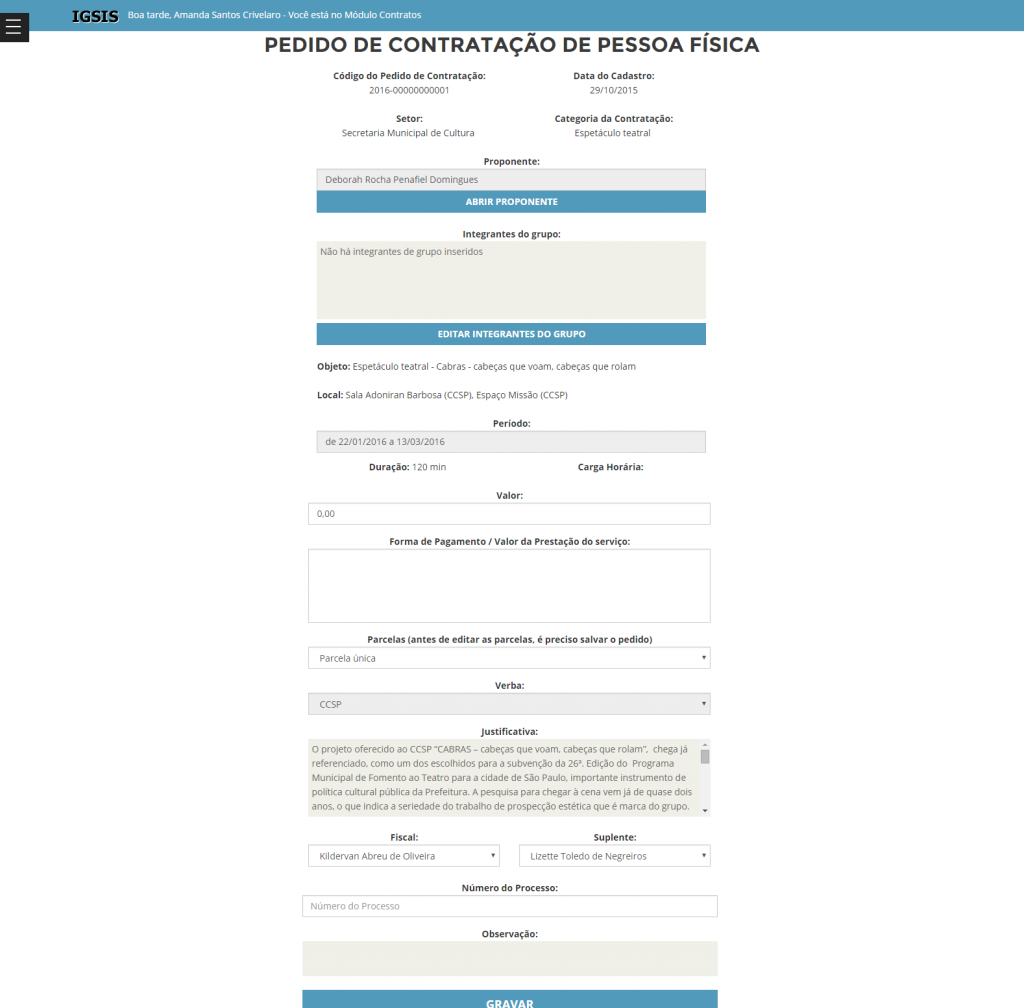 IGSIS Boa tarde, Amanda Santos Crivelaro - Você está no Módulo Contratos
PEDIDO DE CONTRATAÇÃO DE PESSOA FÍSICA
Código do Pedido de Contratação: Data do Cadastro:
2016-00000000001 29/10/2015
Setor: Categoria da Contratação:
Secretaria Municipal de Cultura Espetáculo teatral
Proponente:
Deborah Rocha Penafiel Domingues
ABRIR PROPONENTE
Integrantes do grupo:
Não há integrantes de grupo inseridos
EDITAR INTEGRANTES DO GRUPO
Objeto: Espetáculo teatral - Cabras - cabeças que voam, cabeças que rolam
Local: Sala Adoniran Barbosa (CCSP), Espaço Missão (CCSP)
Período:
de 22/01/2016 a 13/03/2016
Duração: 120 min Carga Horária:
Valor:
0,00
Forma de Pagamento / Valor da Prestação do serviço:
Parcelas (antes de editar as parcelas, é preciso salvar o pedido)
Parcela única
Verba:
CCSP
Justificativa:
O projeto oferecido ao CCSP “CABRAS – cabeças que voam, cabeças que rolam”, chega já
referenciado, como um dos escolhidos para a subvenção da 26ª. Edição do Programa
Municipal de Fomento ao Teatro para a cidade de São Paulo, importante instrumento de
política cultural pública da Prefeitura. A pesquisa para chegar à cena vem já de quase dois
anos, o que indica a seriedade do trabalho de prospecção estética que é marca do grupo.
Fiscal: Suplente:
Kildervan Abreu de Oliveira Lizette Toledo de Negreiros
Número do Processo:
Número do Processo
Observação:
GRAVAR